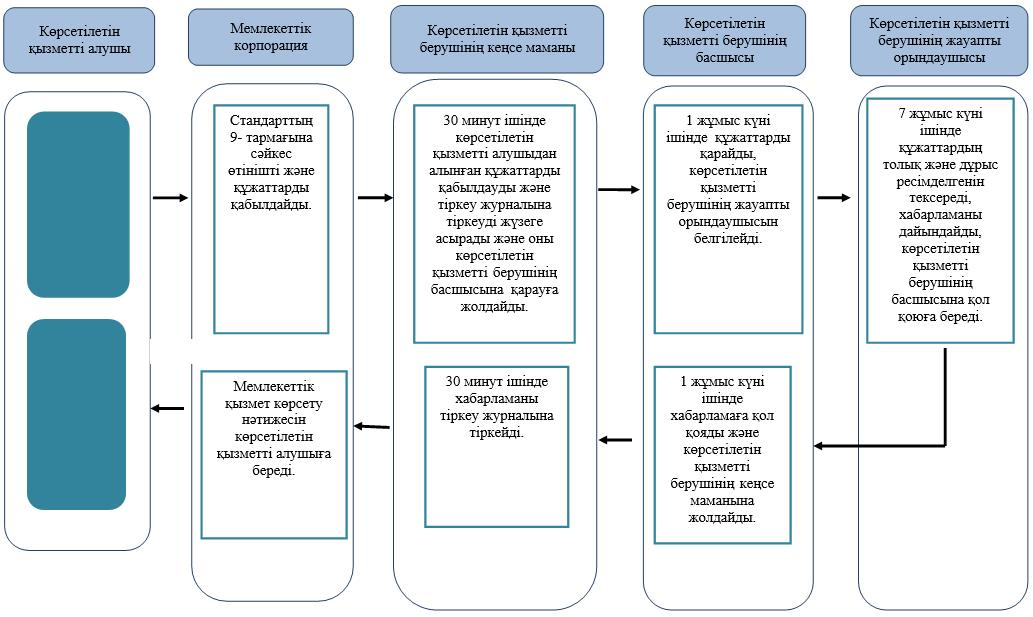 Көрсетілетін
қызметті алушы
Мемлекеттік
корпорация
Көрсетілетін қызметті
берушінің кеңсе маманы
Көрсетілетін
қызметті берушінің
басшысы
Көрсетілетін қызметті
берушінің жауапты
орындаушысы
Стандарттың
9- тармағына
сәйкес
өтінішті және
құжаттарды
қабылдайды.
30 минут ішінде
көрсетілетін
қызметті алушыдан
алынған құжаттарды
қабылдауды және
тіркеу журналына
тіркеуді жүзеге
асырады және оны
көрсетілетін
қызметті берушінің
басшысына қарауға
жолдайды.
1 жұмыс күні
ішінде құжаттарды
қарайды,
көрсетілетін
қызметті
берушінің жауапты
орындаушысын
белгілейді.
7 жұмыс күні
ішінде
құжаттардың
толық және дұрыс
ресімделгенін
тексереді,
хабарламаны
дайындайды,
көрсетілетін
қызметті
берушінің
басшысына қол
қоюға береді.
Мемлекеттік
қызмет көрсету
нәтижесін
көрсетілетін
қызметті алушыға
береді.
30 минут ішінде
хабарламаны
тіркеу журналына
тіркейді.
1 жұмыс күні
ішінде
хабарламаға қол
қояды және
көрсетілетін
қызметті
берушінің кеңсе
маманына
жолдайды.